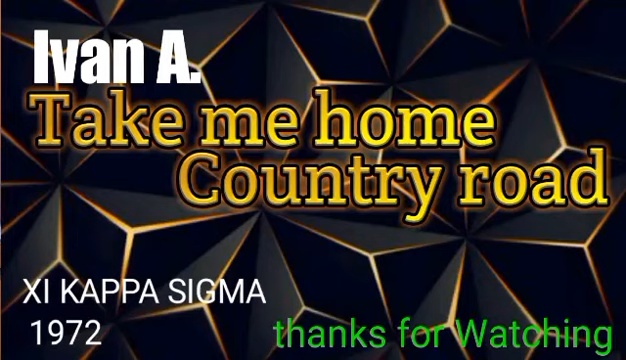 Ivan A.
Take me home
Country road
XI KAPPA SIGMA
1972
thanks for Watching